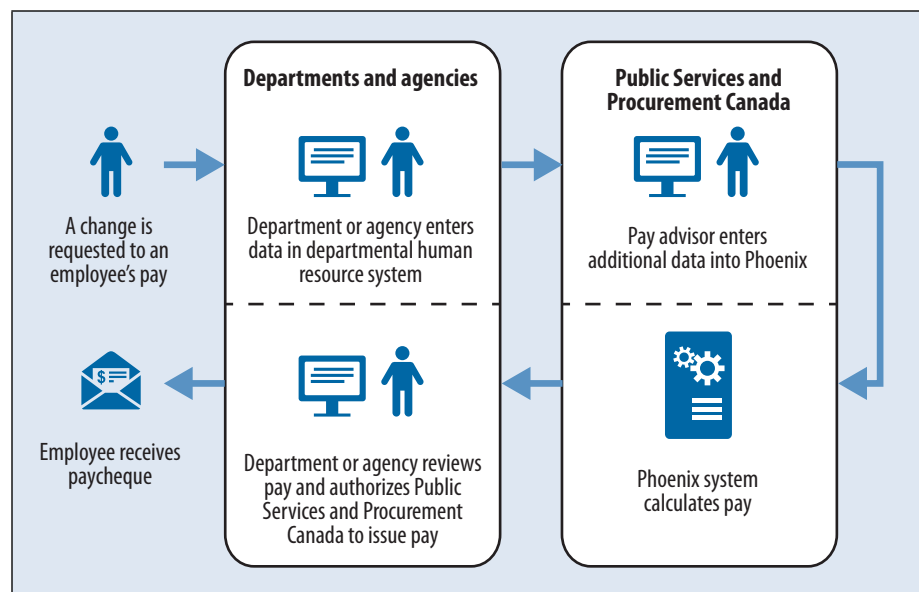 Departments and agencies
Public Services and
Procurement Canada
A change is
requested to an
employee's pay
Department or agency enters
data in departmental human
resource system
Pay advisor enters
additional data into Phoenix
$
Employee receives
paycheque
Department or agency reviews
pay and authorizes Public
Services and Procurement
Canada to issue pay
Phoenix system
calculates pay